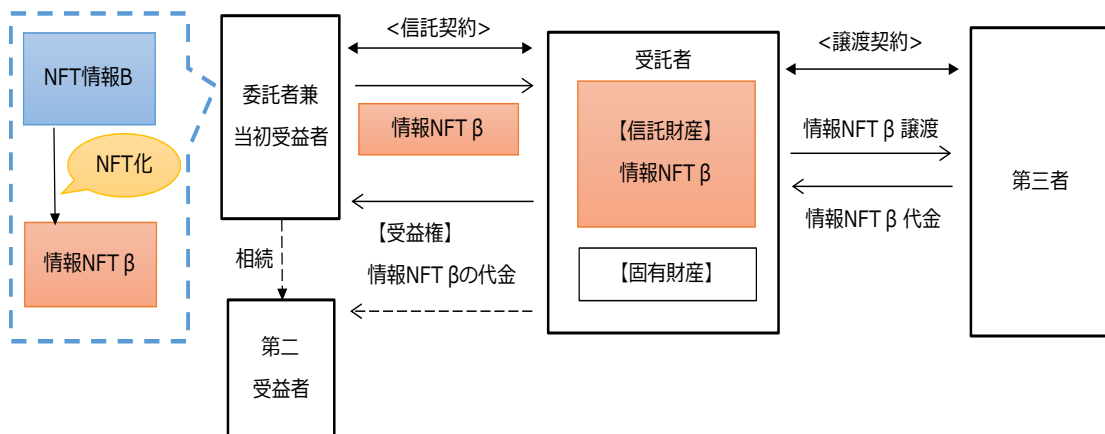 NFT情報B
NFT化
情報NFT β
委託者兼
当初受益者
<信託契約>
情報NFT β
【受益権】
情報NFT βの代金
相続
第二
受益者
受託者
【信託財産】
情報NFT β
【固有財産】
<譲渡契約>
情報NFT β 譲渡
情報NFT β 代金
第三者